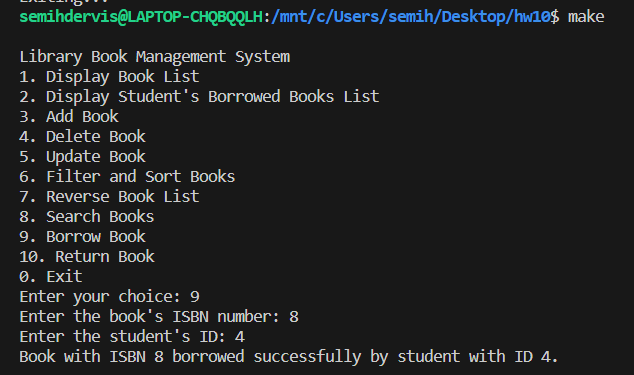 Exiting...
semihdervis@LAPTOP-CHQBQQLH:/mnt/c/Users/semih/Desktop/hw10$ make
Library Book Management System
1. Display Book List
2. Display Student's Borrowed Books List
3. Add Book
4. Delete Book
5. Update Book
6. Filter and Sort Books
7. Reverse Book List
8. Search Books
9. Borrow Book
10. Return Book
0. Exit
Enter your choice: 9
Enter the book's ISBN number: 8
Enter the student's ID: 4
Book with ISBN 8 borrowed successfully by student with ID 4.